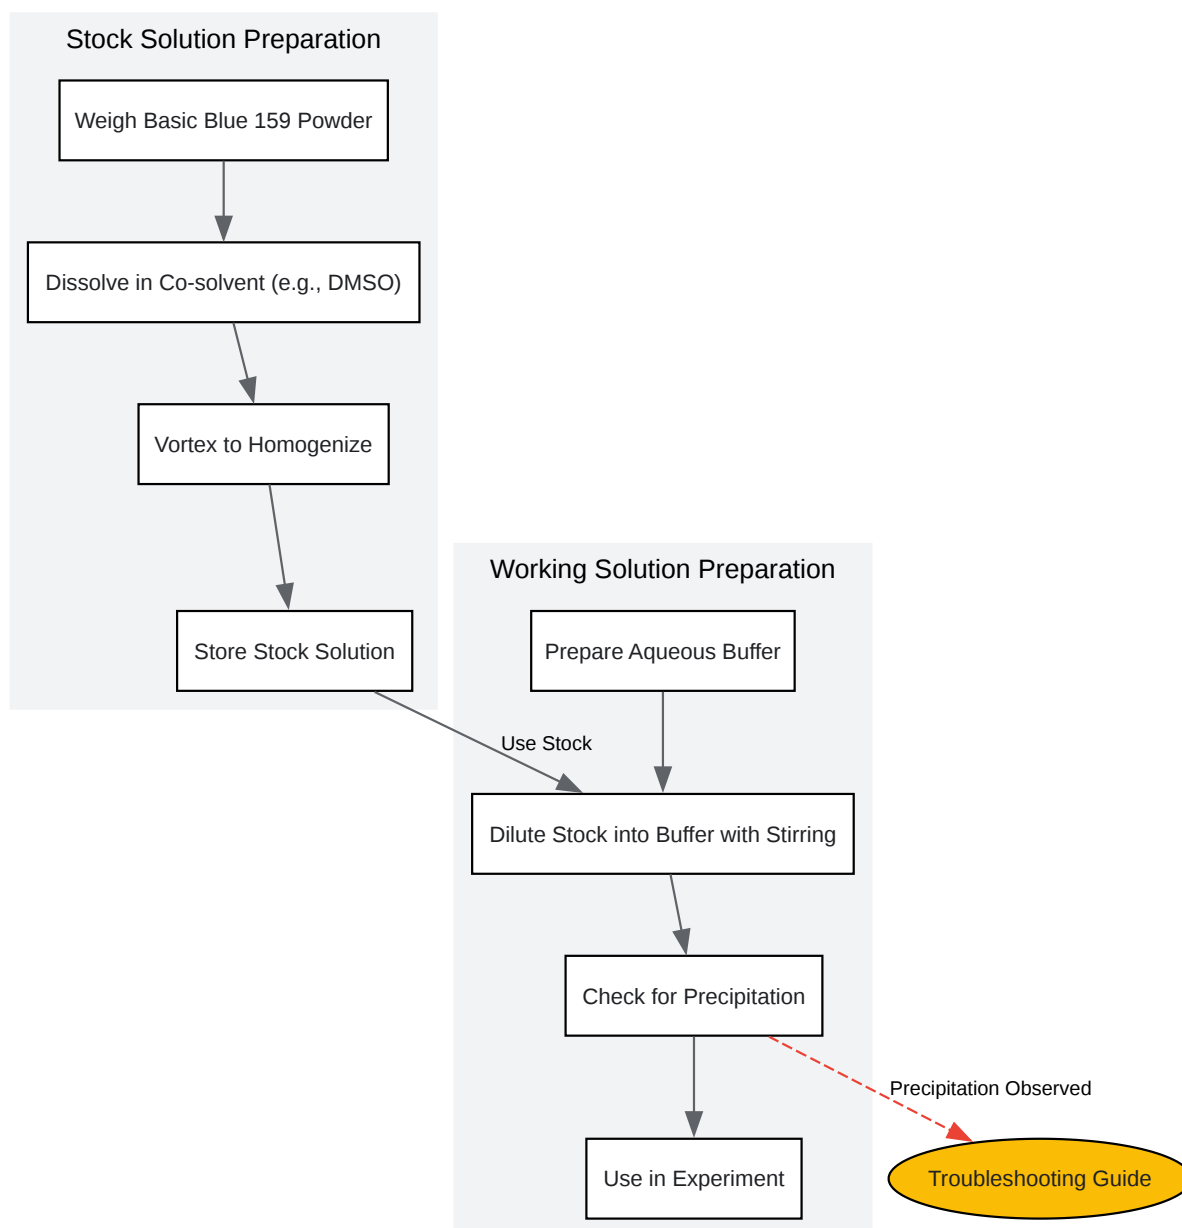 Stock Solution Preparation
Weigh Basic Blue 159 Powder
Dissolve in Co-solvent (e.g., DMSO)
Vortex to Homogenize
Store Stock Solution
Working Solution Preparation
Prepare Aqueous Buffer
Use Stock
Dilute Stock into Buffer with Stirring
Check for Precipitation
Precipitation Observed
Use in Experiment
Troubleshooting Guide